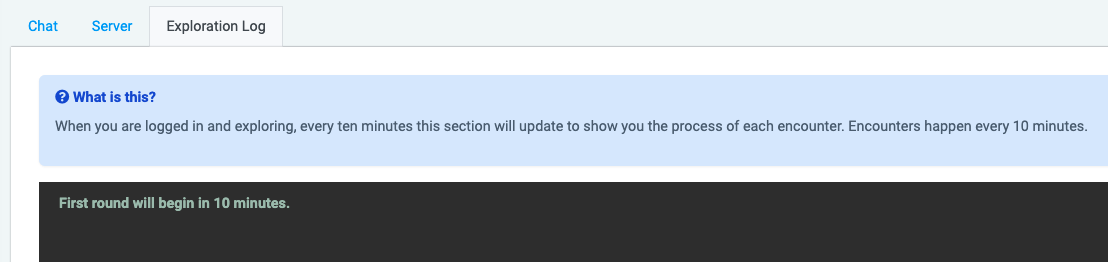 Chat Server Exploration Log
What is this?
When you are logged in and exploring, every ten minutes this section will update to show you the process of each encounter. Encounters happen every 10 minutes.
First round will begin in 10 minutes.